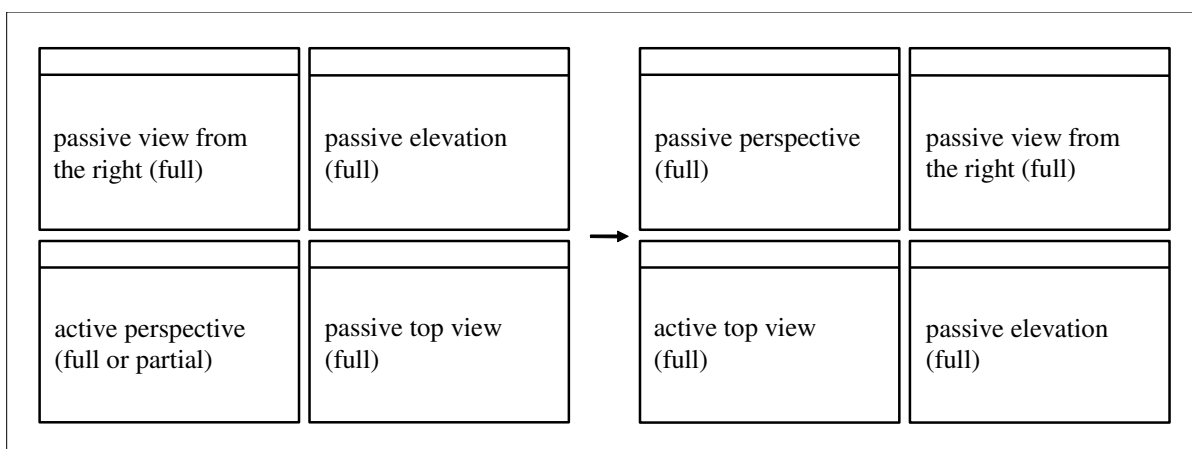 passive view from
the right (full)
passive elevation
(full)
active perspective
(full or partial)
passive top view
(full)
passive perspective
(full)
passive view from
the right (full)
active top view
(full)
passive elevation
(full)